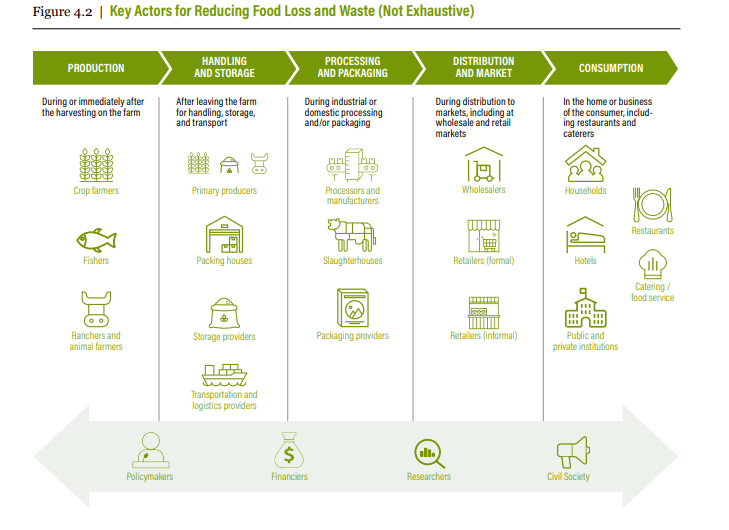 Figure 4.2 | Key Actors for Reducing Food Loss and Waste (Not Exhaustive)
PRODUCTION
HANDLING
AND STORAGE
PROCESSING
AND PACKAGING
DISTRIBUTION
AND MARKET
CONSUMPTION
During or immediately after
the harvesting on the farm
After leaving the farm
for handling, storage,
and transport
During industrial or
domestic processing
and/or packaging
During distribution to
markets, including at
wholesale and retail
markets
In the home or business
of the consumer, includ-
ing restaurants and
caterers
Crop farmers
Fishers
Ranchers and
animal farmers
Primary producers
Packing houses
Storage providers
Transportation and
logistics providers
Processors and
manufacturers
Slaughterhouses
Packaging providers
Wholesalers
Retailers (formal)
Retailers (informal)
Households
Hotels
Public and
private institutions
Restaurants
Catering /
food service
Policymakers
$
Financiers
Researchers
Civil Society